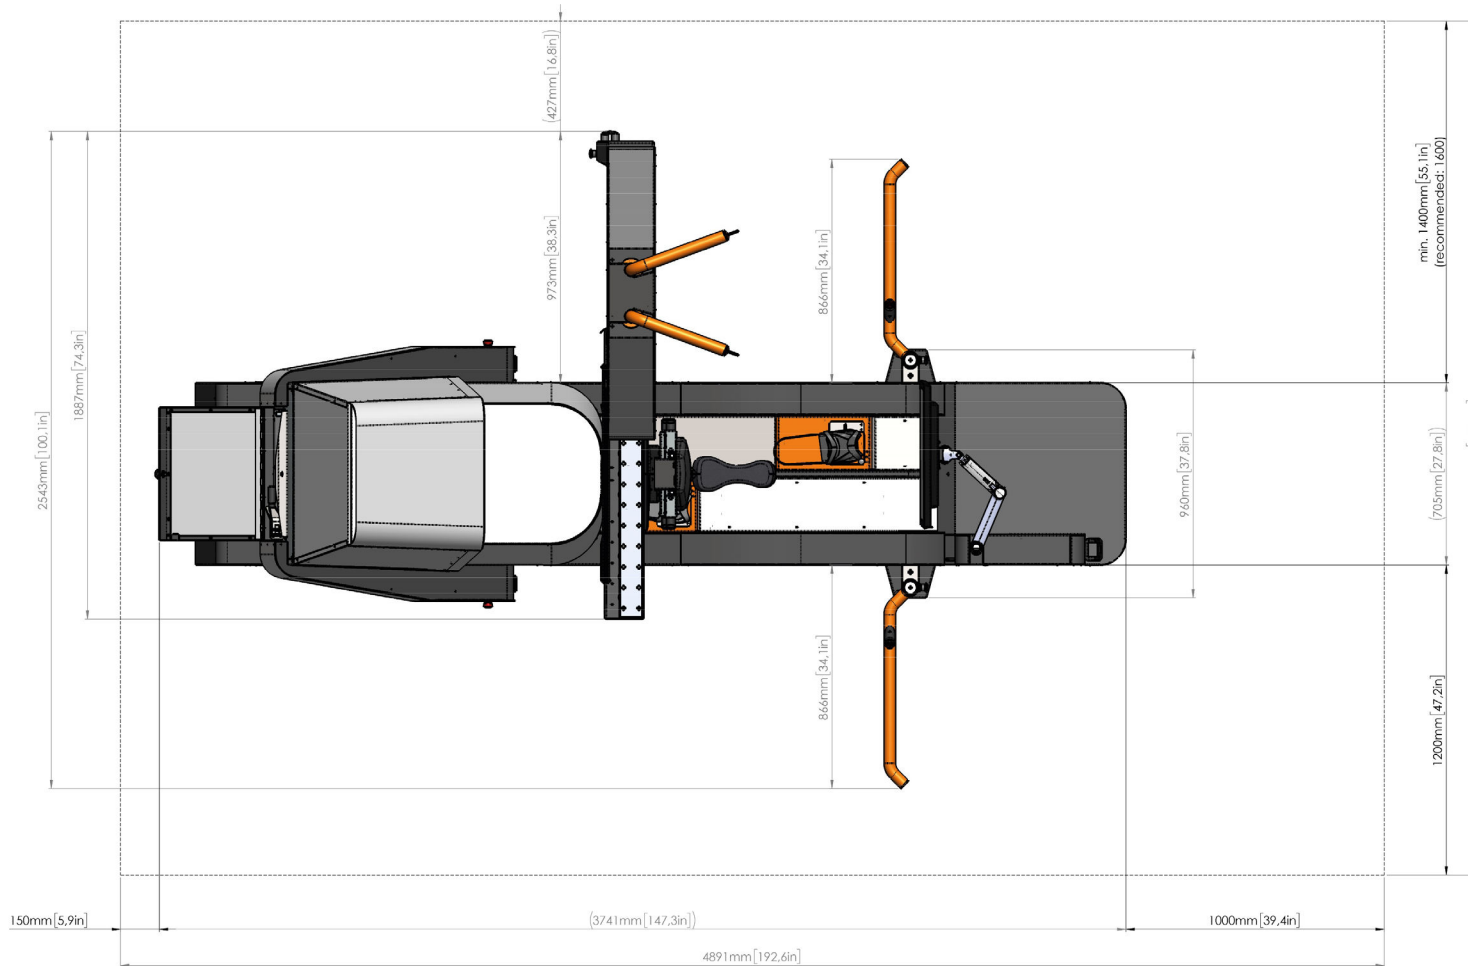 (427mm[16,8in])
973mm[38,3in]
2543mm[100,1in]
1887mm[74,3in]
866mm[34,1in]
866mm[34,1in]
960mm[37,8in]
min. 1400mm[55,1in]
(recommended: 1600)
(705mm[27,8in])
1200mm[47,2in]
150mm[5,9in]
(3741mm[147,3in])
1000mm[39,4in]
4891mm[192,6in]